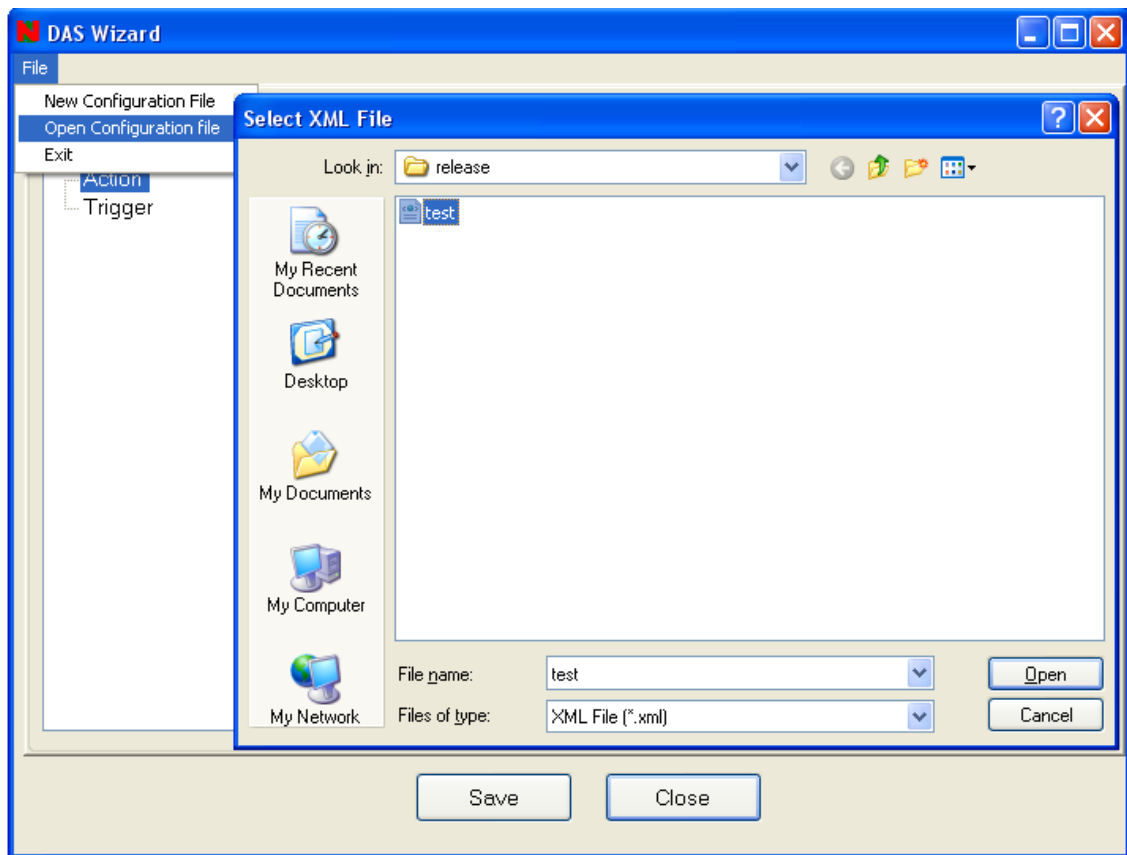 DAS Wizard
File
New Configuration File
Open Configuration file
Exit
Action
Trigger
Select XML File
Look in:
release
test
My Recent
Documents
Desktop
My Documents
My Computer
My Network
File name:
test
Open
Files of type:
XML File (*.xml)
Cancel
Save
Close